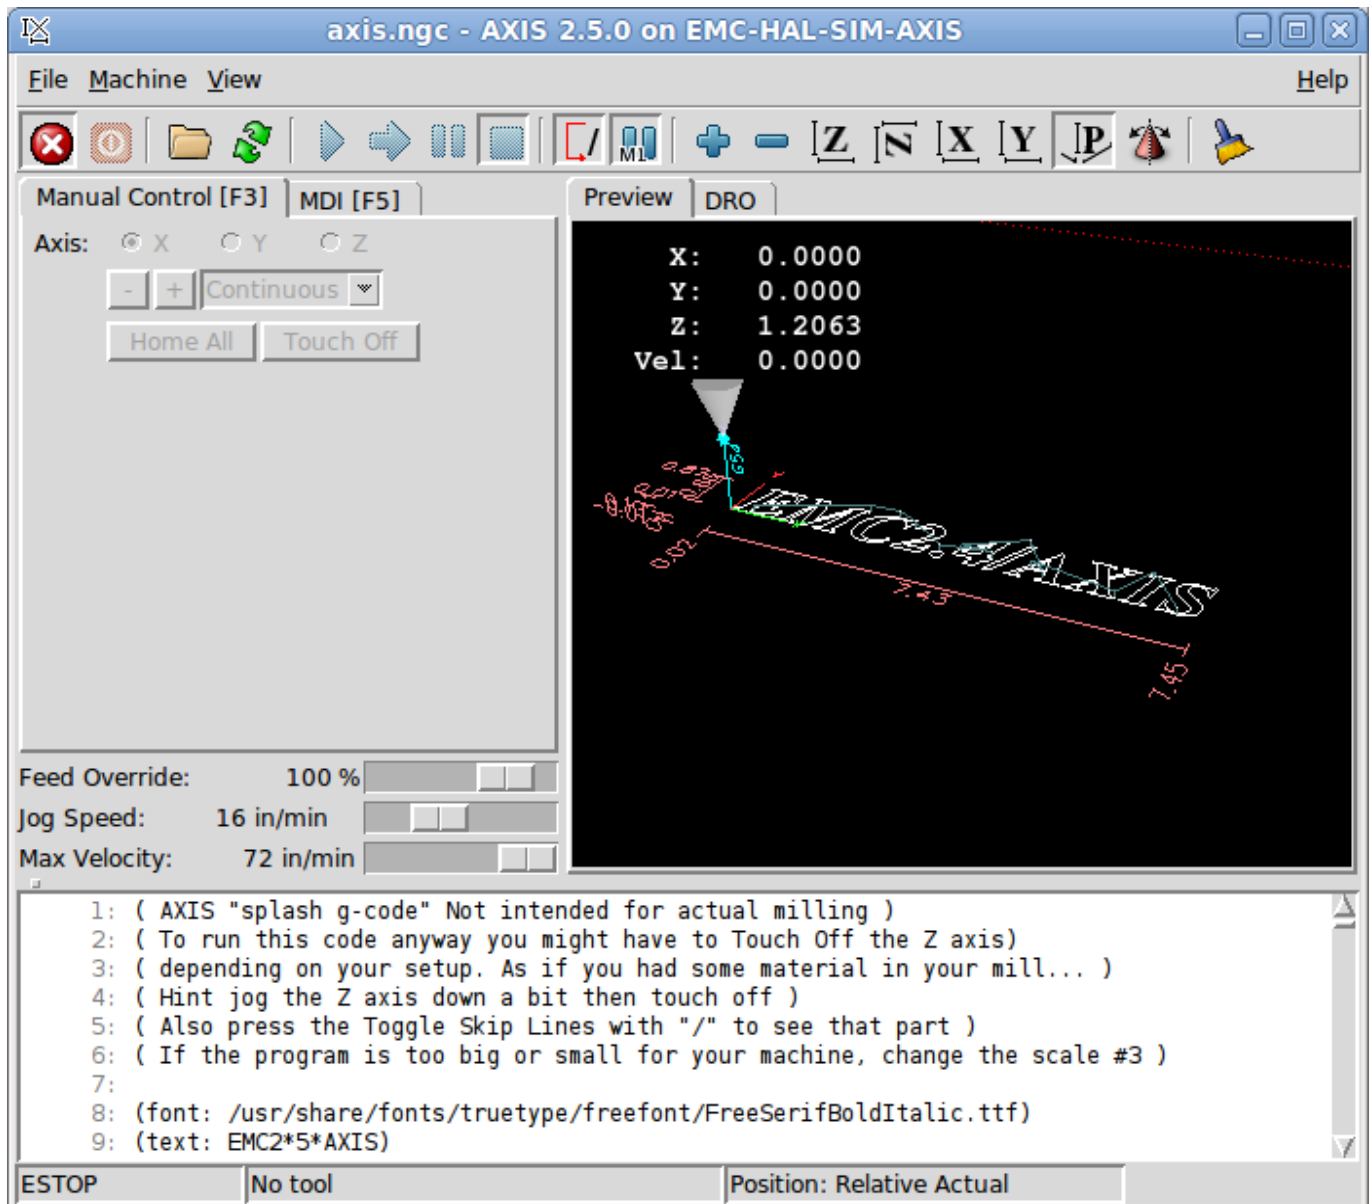 axis.ngc - AXIS 2.5.0 on EMC-HAL-SIM-AXIS
File Machine View Help
M1 Z N X Y P
Manual Control [F3] MDI [F5]
Preview DRO
Axis: X Y Z
- + Continuous
Home All Touch Off
X: 0.0000
Y: 0.0000
Z: 1.2063
Vel: 0.0000
G54
EMC2.4/AXIS
0.02
7.43
7.45
Feed Override: 100 %
Jog Speed: 16 in/min
Max Velocity: 72 in/min
1: ( AXIS "splash g-code" Not intended for actual milling )
2: ( To run this code anyway you might have to Touch Off the Z axis)
3: ( depending on your setup. As if you had some material in your mill... )
4: ( Hint jog the Z axis down a bit then touch off )
5: ( Also press the Toggle Skip Lines with "/" to see that part )
6: ( If the program is too big or small for your machine, change the scale #3 )
7:
8: (font: /usr/share/fonts/truetype/freefont/FreeSerifBoldItalic.ttf)
9: (text: EMC2*5*AXIS)
ESTOP No tool Position: Relative Actual